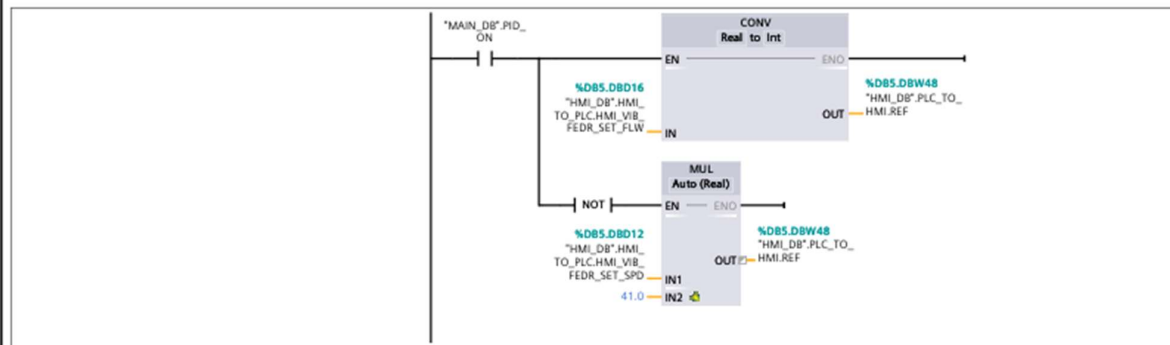 "MAIN_DB".PID_
ON
CONV
Real to Int
EN
ENO
%DB5.DBD16
"HMI_DB".HMI_
TO_PLC.HMI_VIB_
FEDR_SET_FLW
IN
%DB5.DBW48
"HMI_DB".PLC_TO_
HMI.REF
OUT
MUL
Auto (Real)
NOT
EN
ENO
%DB5.DBD12
"HMI_DB".HMI_
TO_PLC.HMI_VIB_
FEDR_SET_SPD
IN1
41.0
IN2
%DB5.DBW48
"HMI_DB".PLC_TO_
HMI.REF
OUT